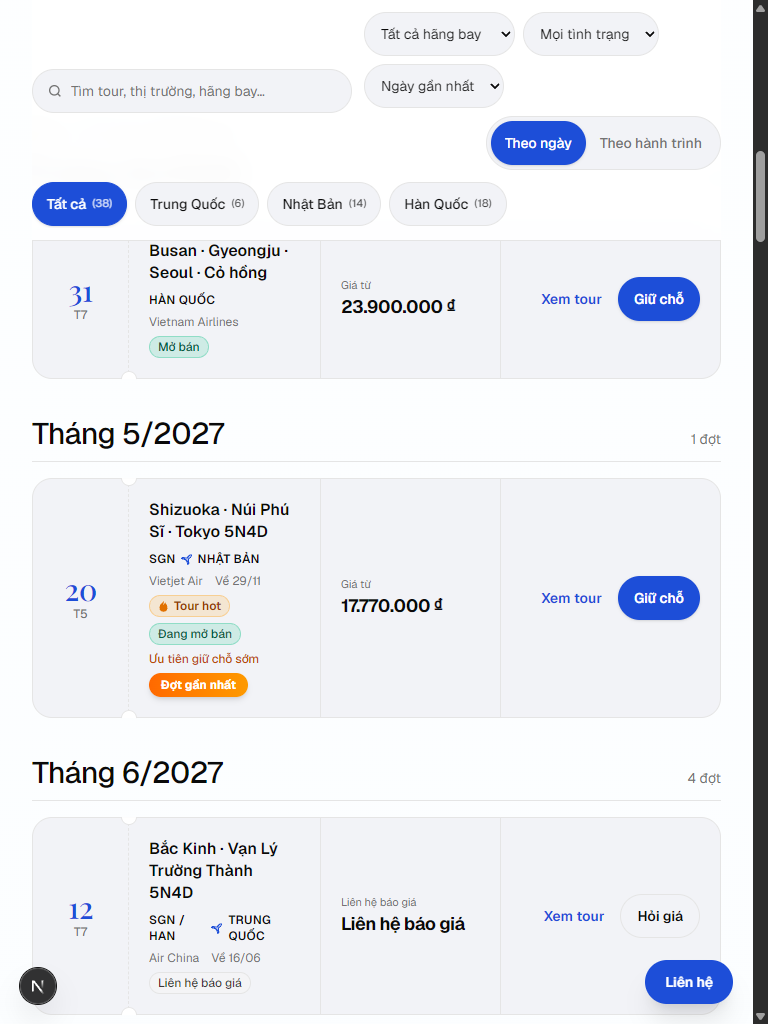 Tất cả hãng bay
Mọi tình trạng
Tìm tour, thị trường, hãng bay...
Ngày gần nhất
Theo ngày
Theo hành trình
Tất cả (38)
Trung Quốc (6)
Nhật Bản (14)
Hàn Quốc (18)
31
T7
Busan · Gyeongju ·
Seoul · Cỏ hồng
HÀN QUỐC
Vietnam Airlines
Mở bán
Giá từ
23.900.000 ₫
Xem tour
Giữ chỗ
Tháng 5/2027
1 đợt
20
T5
Shizuoka · Núi Phú
Sĩ · Tokyo 5N4D
SGN NHẬT BẢN
Vietjet Air Về 29/11
Tour hot
Đang mở bán
Ưu tiên giữ chỗ sớm
Đợt gần nhất
Giá từ
17.770.000 ₫
Xem tour
Giữ chỗ
Tháng 6/2027
4 đợt
12
T7
Bắc Kinh · Vạn Lý
Trường Thành
5N4D
SGN / HAN
TRUNG QUỐC
Air China Về 16/06
Liên hệ báo giá
Liên hệ báo giá
Liên hệ báo giá
Xem tour
Hỏi giá
N
Liên hệ